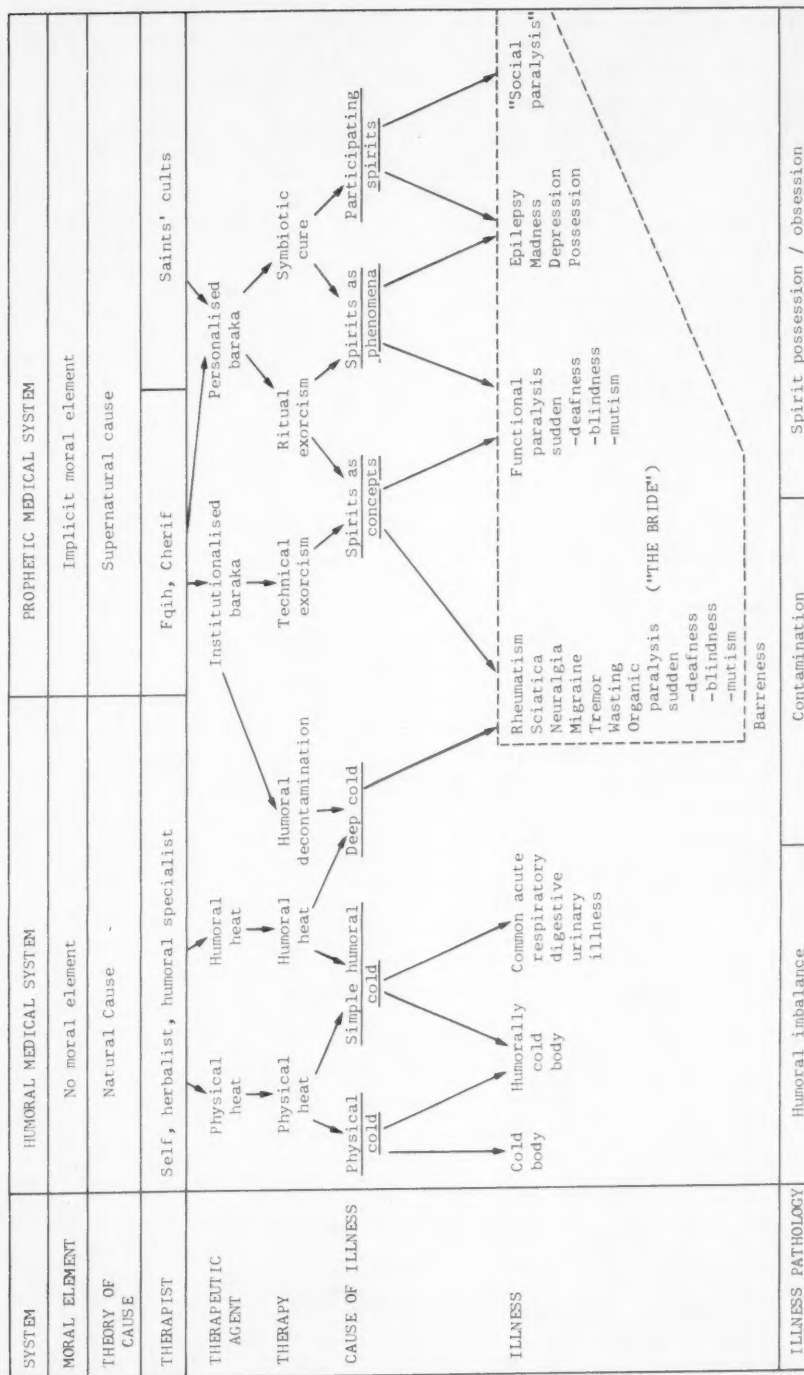 SYSTEM
HUMORAL MEDICAL SYSTEM
PROPHETIC MEDICAL SYSTEM
MORAL ELEMENT
No moral element
Implicit moral element
THEORY OF
CAUSE
Natural Cause
Supernatural cause
THERAPIST
Self, herbalist, humoral specialist
Fqih, Cherif
Saints' cults
THERAPEUTIC
AGENT
Physical
heat
Humoral
heat
Institutionalised
baraka
Personalised
baraka
THERAPY
Physical
heat
Humoral
heat
Humoral
decontamination
Technical
exorcism
Ritual
exorcism
Symbiotic
cure
CAUSE OF ILLNESS
Physical
cold
Simple humoral
cold
Deep cold
Spirits as
concepts
Spirits as
phenomena
Participating
spirits
ILLNESS
Cold
body
Humorally
cold
body
Common acute
respiratory
digestive
urinary
illness
Rheumatism
Sciatica
Neuralgia
Migraine
Tremor
Wasting
Organic
paralysis ("THE BRIDE")
sudden
-deafness
-blindness
-mutism
Barreness
Functional
paralysis
sudden
-deafness
-blindness
-mutism
Epilepsy
Madness
Depression
Possession
"Social
paralysis"
ILLNESS PATHOLOGY
Humoral imbalance
Contamination
Spirit possession / obsession